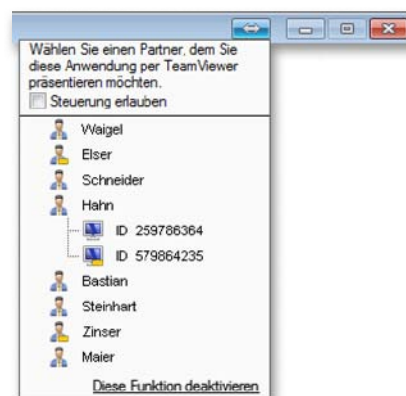 Wählen Sie einen Partner, dem Sie
diese Anwendung per TeamViewer
präsentieren möchten.
Steuerung erlauben
Waigel
Elser
Schneider
Hahn
ID 259786364
ID 579864235
Bastian
Steinhart
Zinser
Maier
Diese Funktion deaktivieren